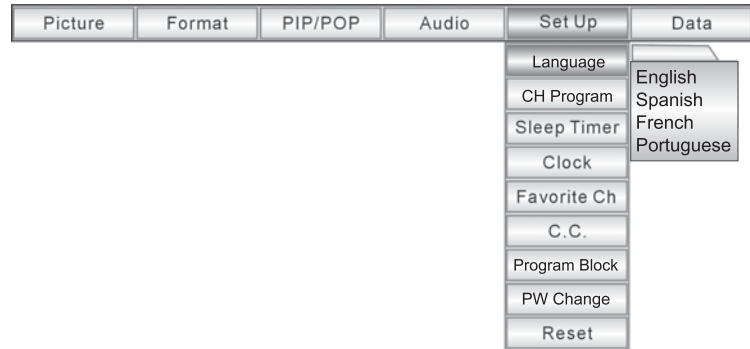 Picture Format PIP/POP Audio Set Up Data
Language
CH Program
Sleep Timer
Clock
Favorite Ch
C.C.
Program Block
PW Change
Reset
English
Spanish
French
Portuguese